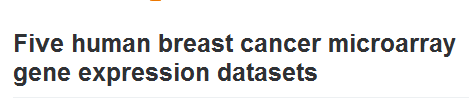 Five human breast cancer microarray
gene expression datasets